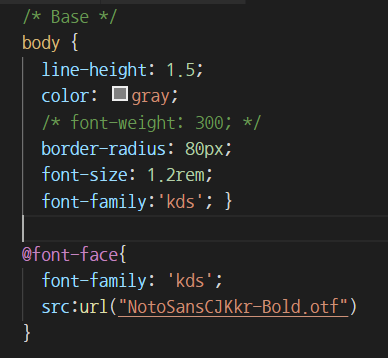 /* Base */
body {
line-height: 1.5;
color: gray;
/* font-weight: 300; */
border-radius: 80px;
font-size: 1.2rem;
font-family:'kds'; }
@font-face{
font-family: 'kds';
src:url("NotoSansCJKkr-Bold.otf")
}